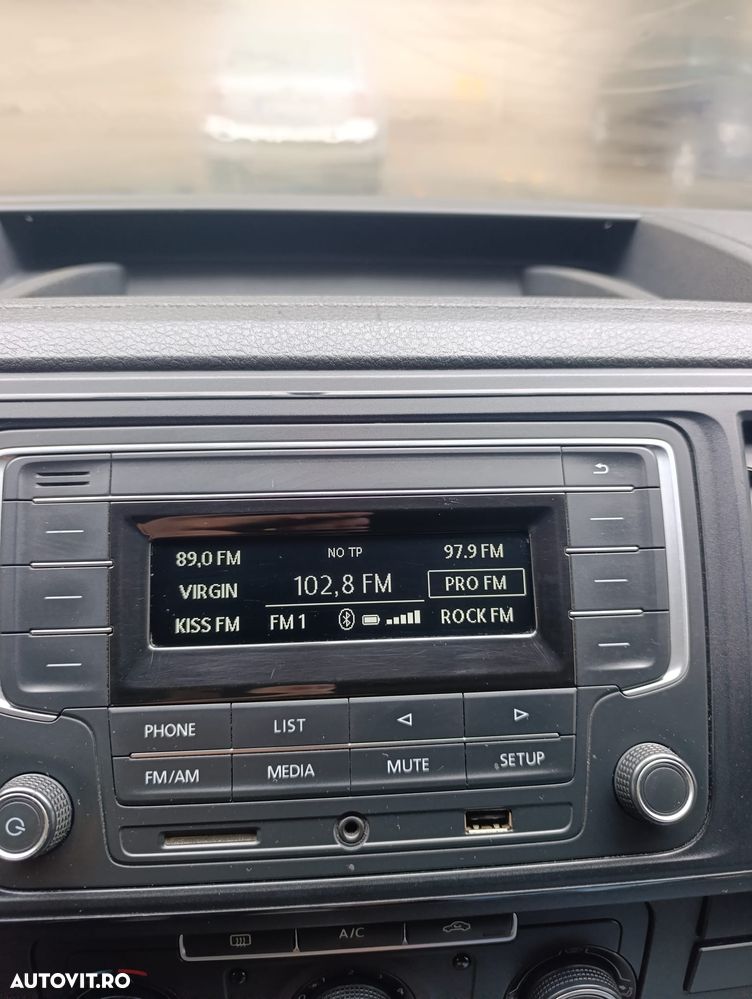 89,0 FM
NO TP
97.9 FM
VIRGIN
102,8 FM
PRO FM
KISS FM
FM 1
ROCK FM
PHONE
LIST
FM/AM
MEDIA
MUTE
SETUP
A/C
AUTOVIT.RO